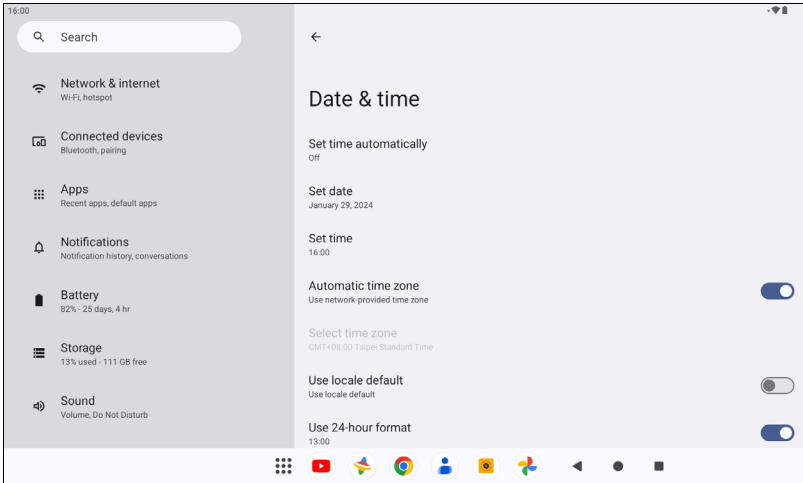 16:00
Search
Network & internet
Wi-Fi, hotspot
Connected devices
Bluetooth, pairing
Apps
Recent apps, default apps
Notifications
Notification history, conversations
Battery
82% - 25 days, 4 hr
Storage
13% used - 111 GB free
Sound
Volume, Do Not Disturb
Date & time
Set time automatically
Off
Set date
January 29, 2024
Set time
16:00
Automatic time zone
Use network-provided time zone
Select time zone
GMT+08:00 Taipei Standard Time
Use locale default
Use locale default
Use 24-hour format
13:00